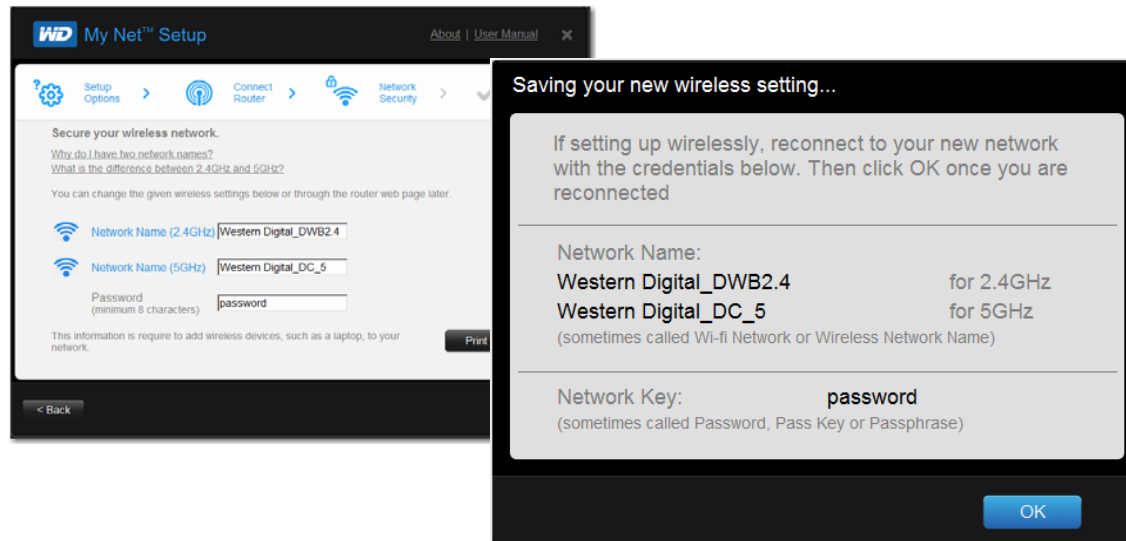 WD My Net™ Setup
About | User Manual
?
Setup Options
Connect Router
Network Security
Secure your wireless network.
Why do I have two network names?
What is the difference between 2.4GHz and 5GHz?
You can change the given wireless settings below or through the router web page later.
Network Name (2.4GHz) Western Digital_DWB2.4
Network Name (5GHz) Western Digital_DC_5
Password
(minimum 8 characters) password
This information is require to add wireless devices, such as a laptop, to your
network.
Print
< Back
Saving your new wireless setting...
If setting up wirelessly, reconnect to your new network
with the credentials below. Then click OK once you are
reconnected
Network Name:
Western Digital_DWB2.4 for 2.4GHz
Western Digital_DC_5 for 5GHz
(sometimes called Wi-fi Network or Wireless Network Name)
Network Key: password
(sometimes called Password, Pass Key or Passphrase)
OK